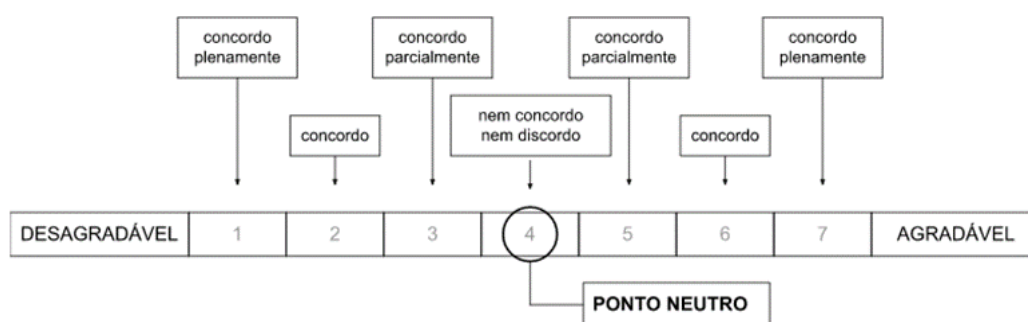 concordo
plenamente
concordo
parcialmente
concordo
parcialmente
concordo
plenamente
concordo
nem concordo
nem discordo
concordo
DESAGRADÁVEL 1 2 3 4 5 6 7 AGRADÁVEL
PONTO NEUTRO